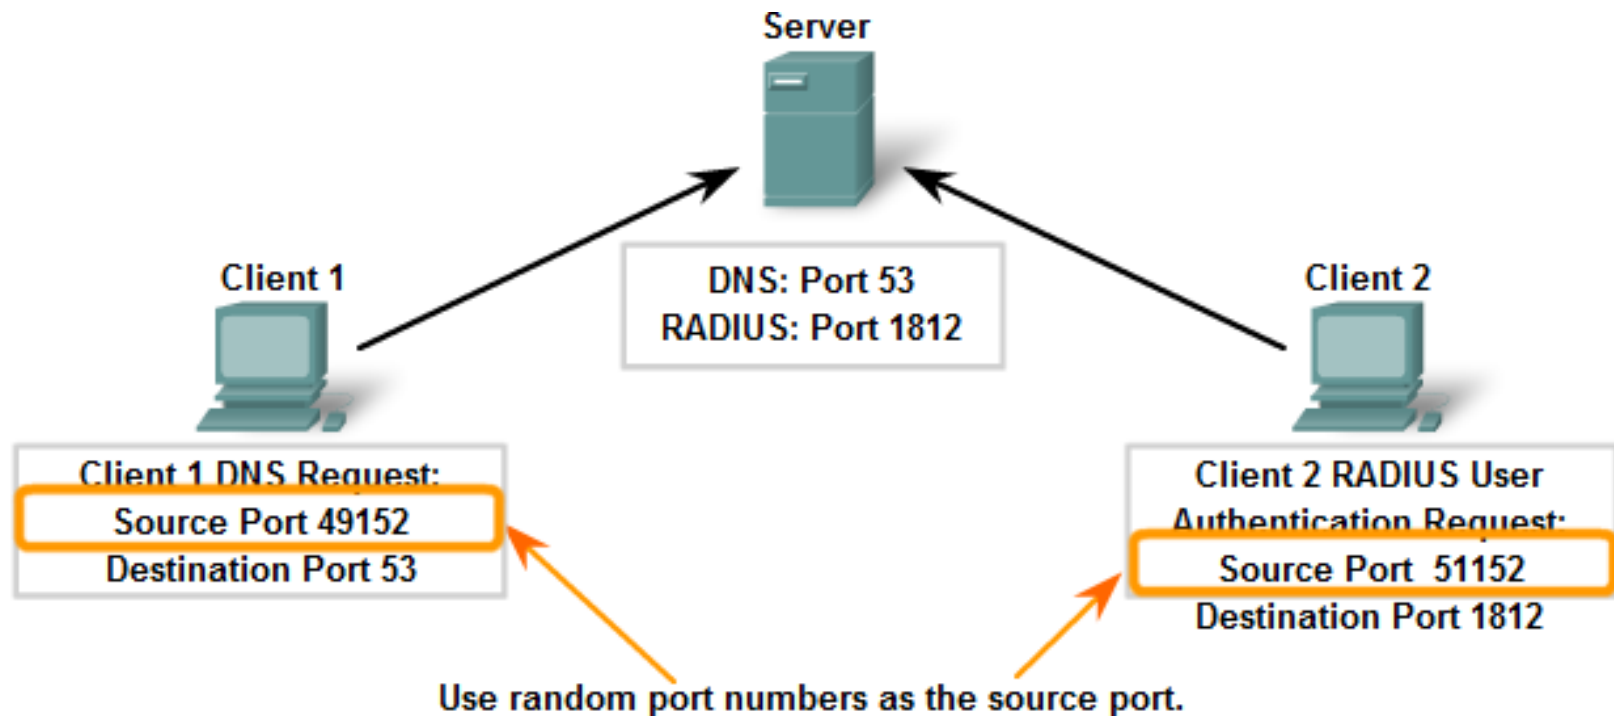 Server
Client 1
DNS: Port 53
RADIUS: Port 1812
Client 2
Client 1 DNS Request:
Source Port 49152
Destination Port 53
Client 2 RADIUS User
Authentication Request:
Source Port 51152
Destination Port 1812
Use random port numbers as the source port.